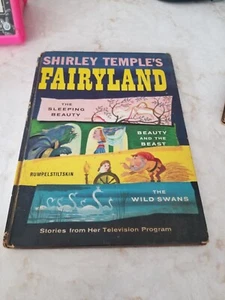 SHIRLEY TEMPLE'S
FAIRYLAND
THE
SLEEPING
BEAUTY
BEAUTY
AND THE
BEAST
RUMPELSTILTSKIN
THE
WILD SWANS
Stories from Her Television Program